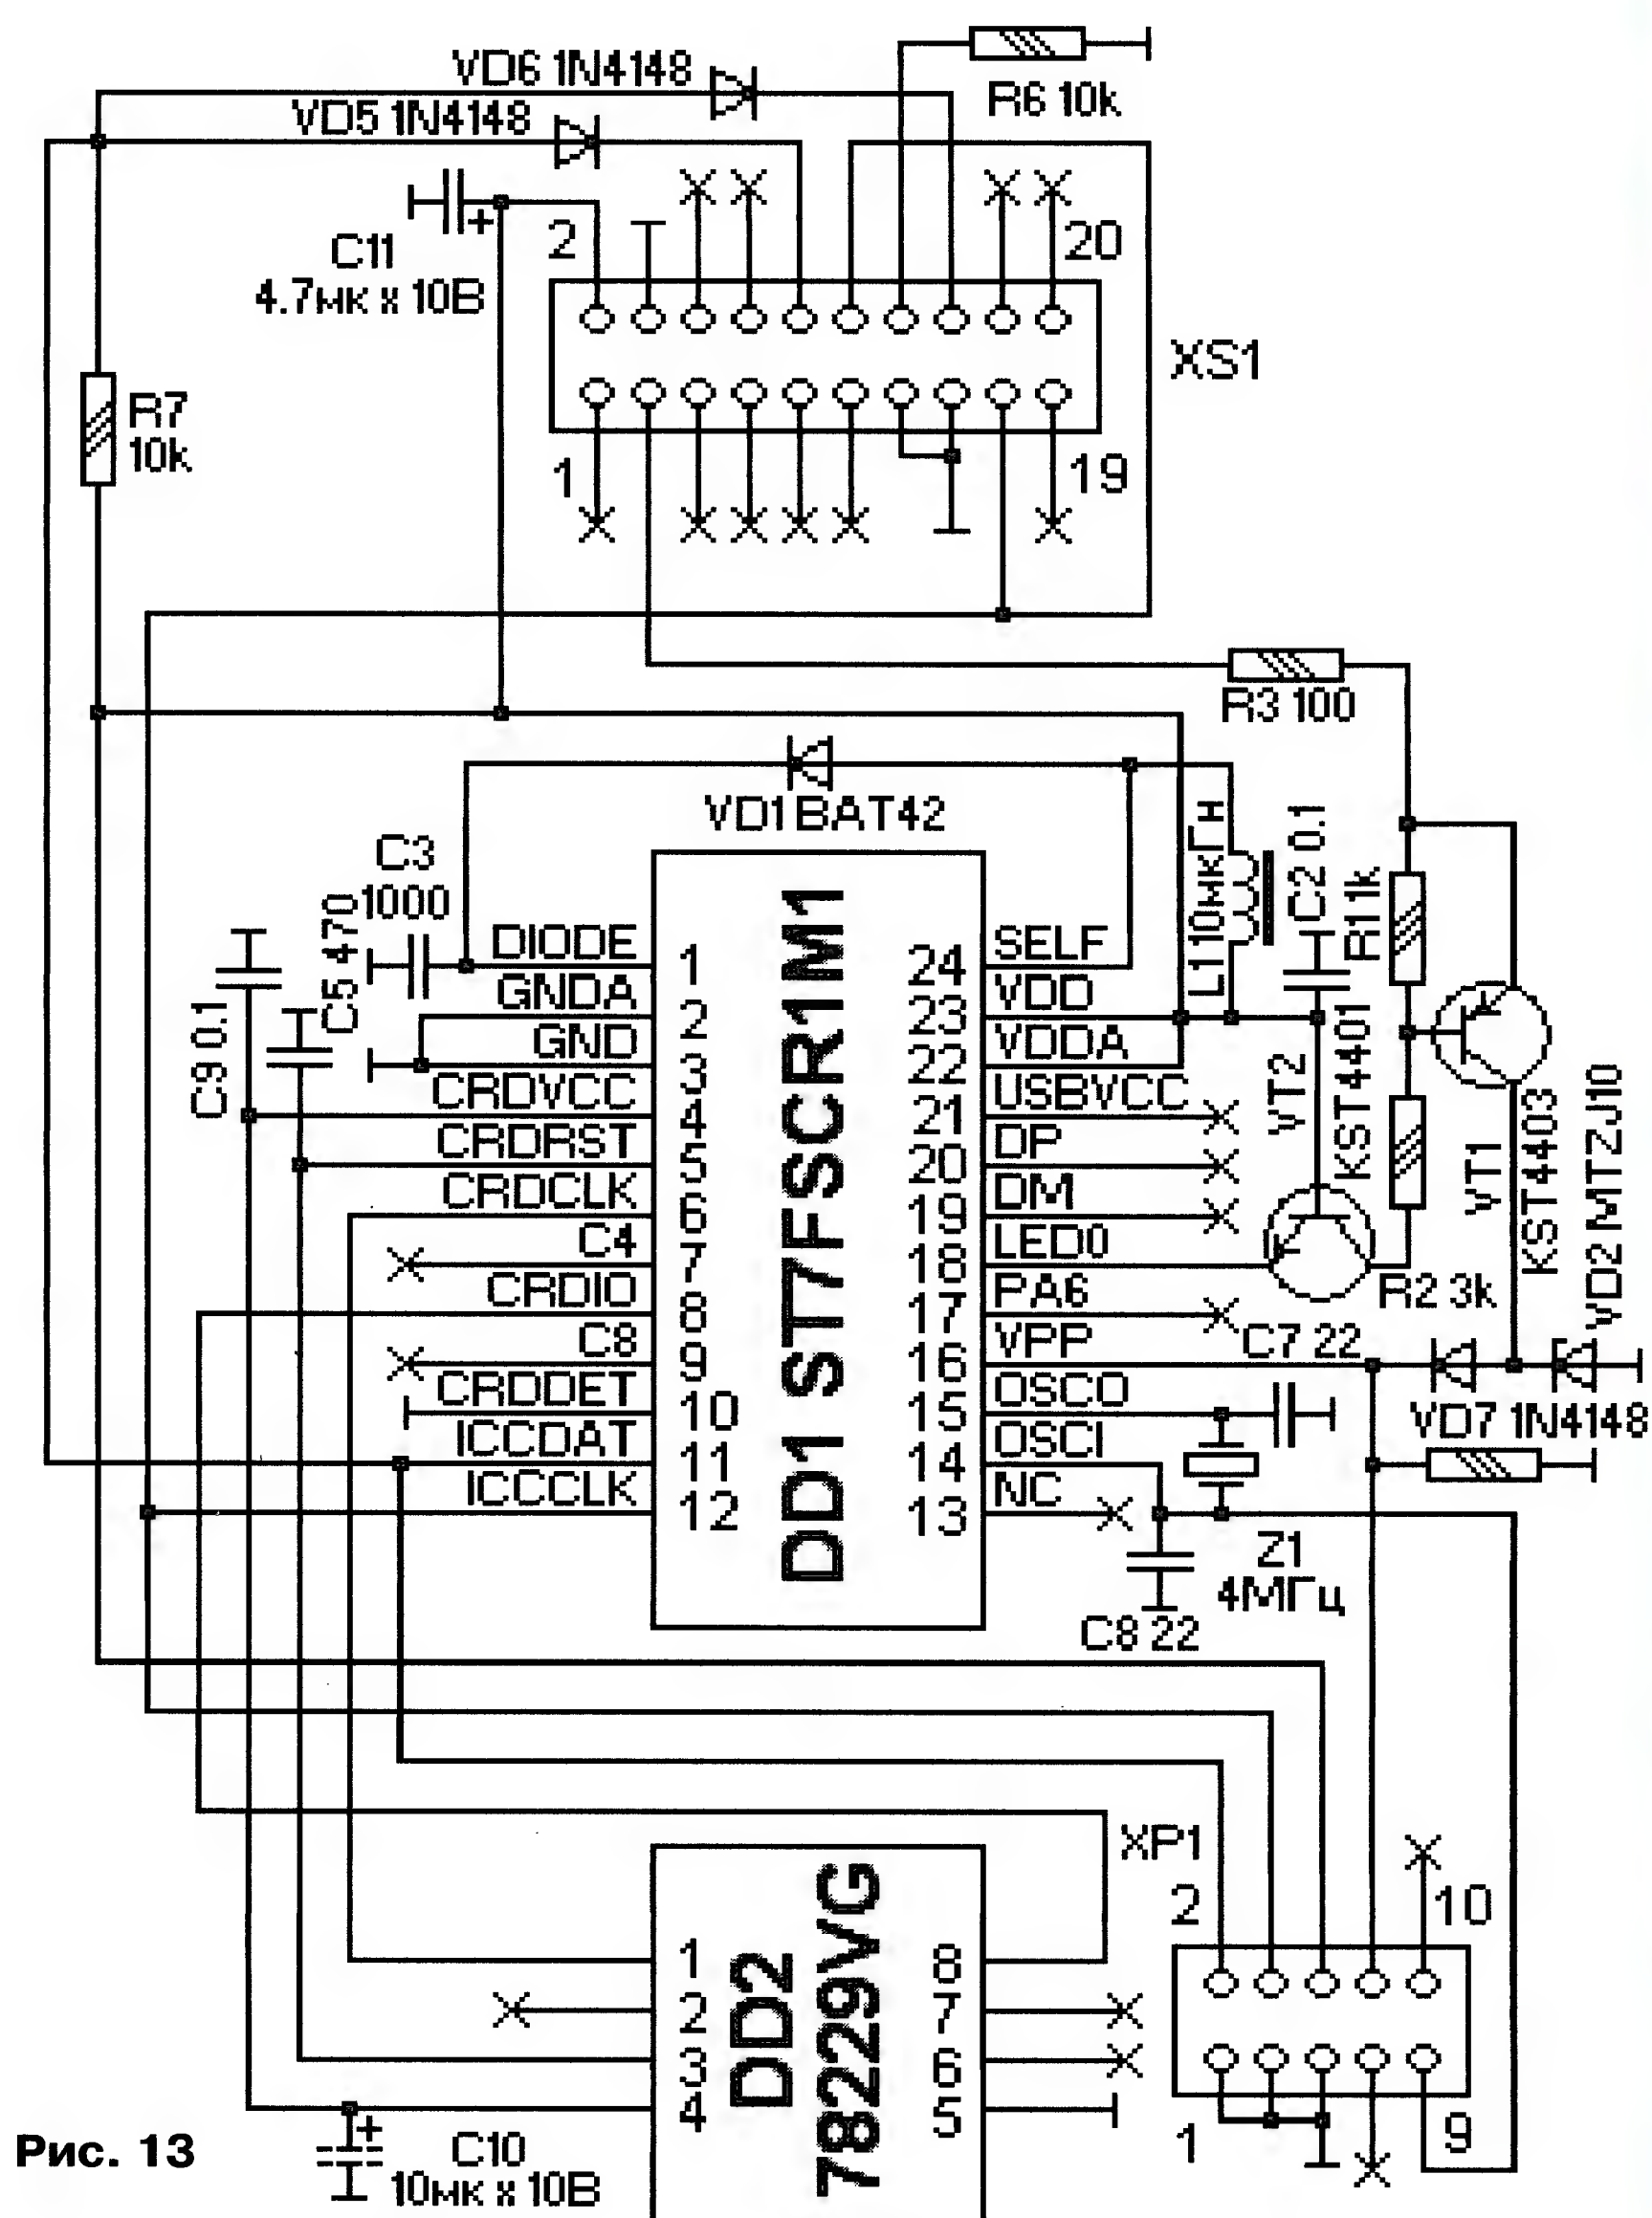 VD6 1N4148
R6 10k
VD5 1N4148
2
20
C11
4.7мк x 10В
XS1
R7
10k
1
19
R3 100
VD1 BAT42
C3
1000
C5 470
C9 0.1
L1 10мкГн
C2 0.1
R1 1k
DIODE 1
GNDA 2
GND 3
CRDVCC 4
CRDRST 5
CRDCLK 6
C4 7
CRDIO 8
C8 9
CRDDET 10
ICCDAT 11
ICCCLK 12
DD1 ST7FSCR1M1
24 SELF
23 VDD
22 VDDA
21 USBVCC
20 DP
19 DM
18 LED0
17 PA6
16 VPP
15 OSCO
14 OSCI
13 NC
VT2
KST4401
VT1
KST4403
VD2 MTZJ10
R2 3k
C7 22
VD7 1N4148
Z1
4МГц
C8 22
XP1
2
10
1
2
3
4
DD2
78229VG
8
7
6
5
1
9
+
+
C10
10мк x 10В
Рис. 13